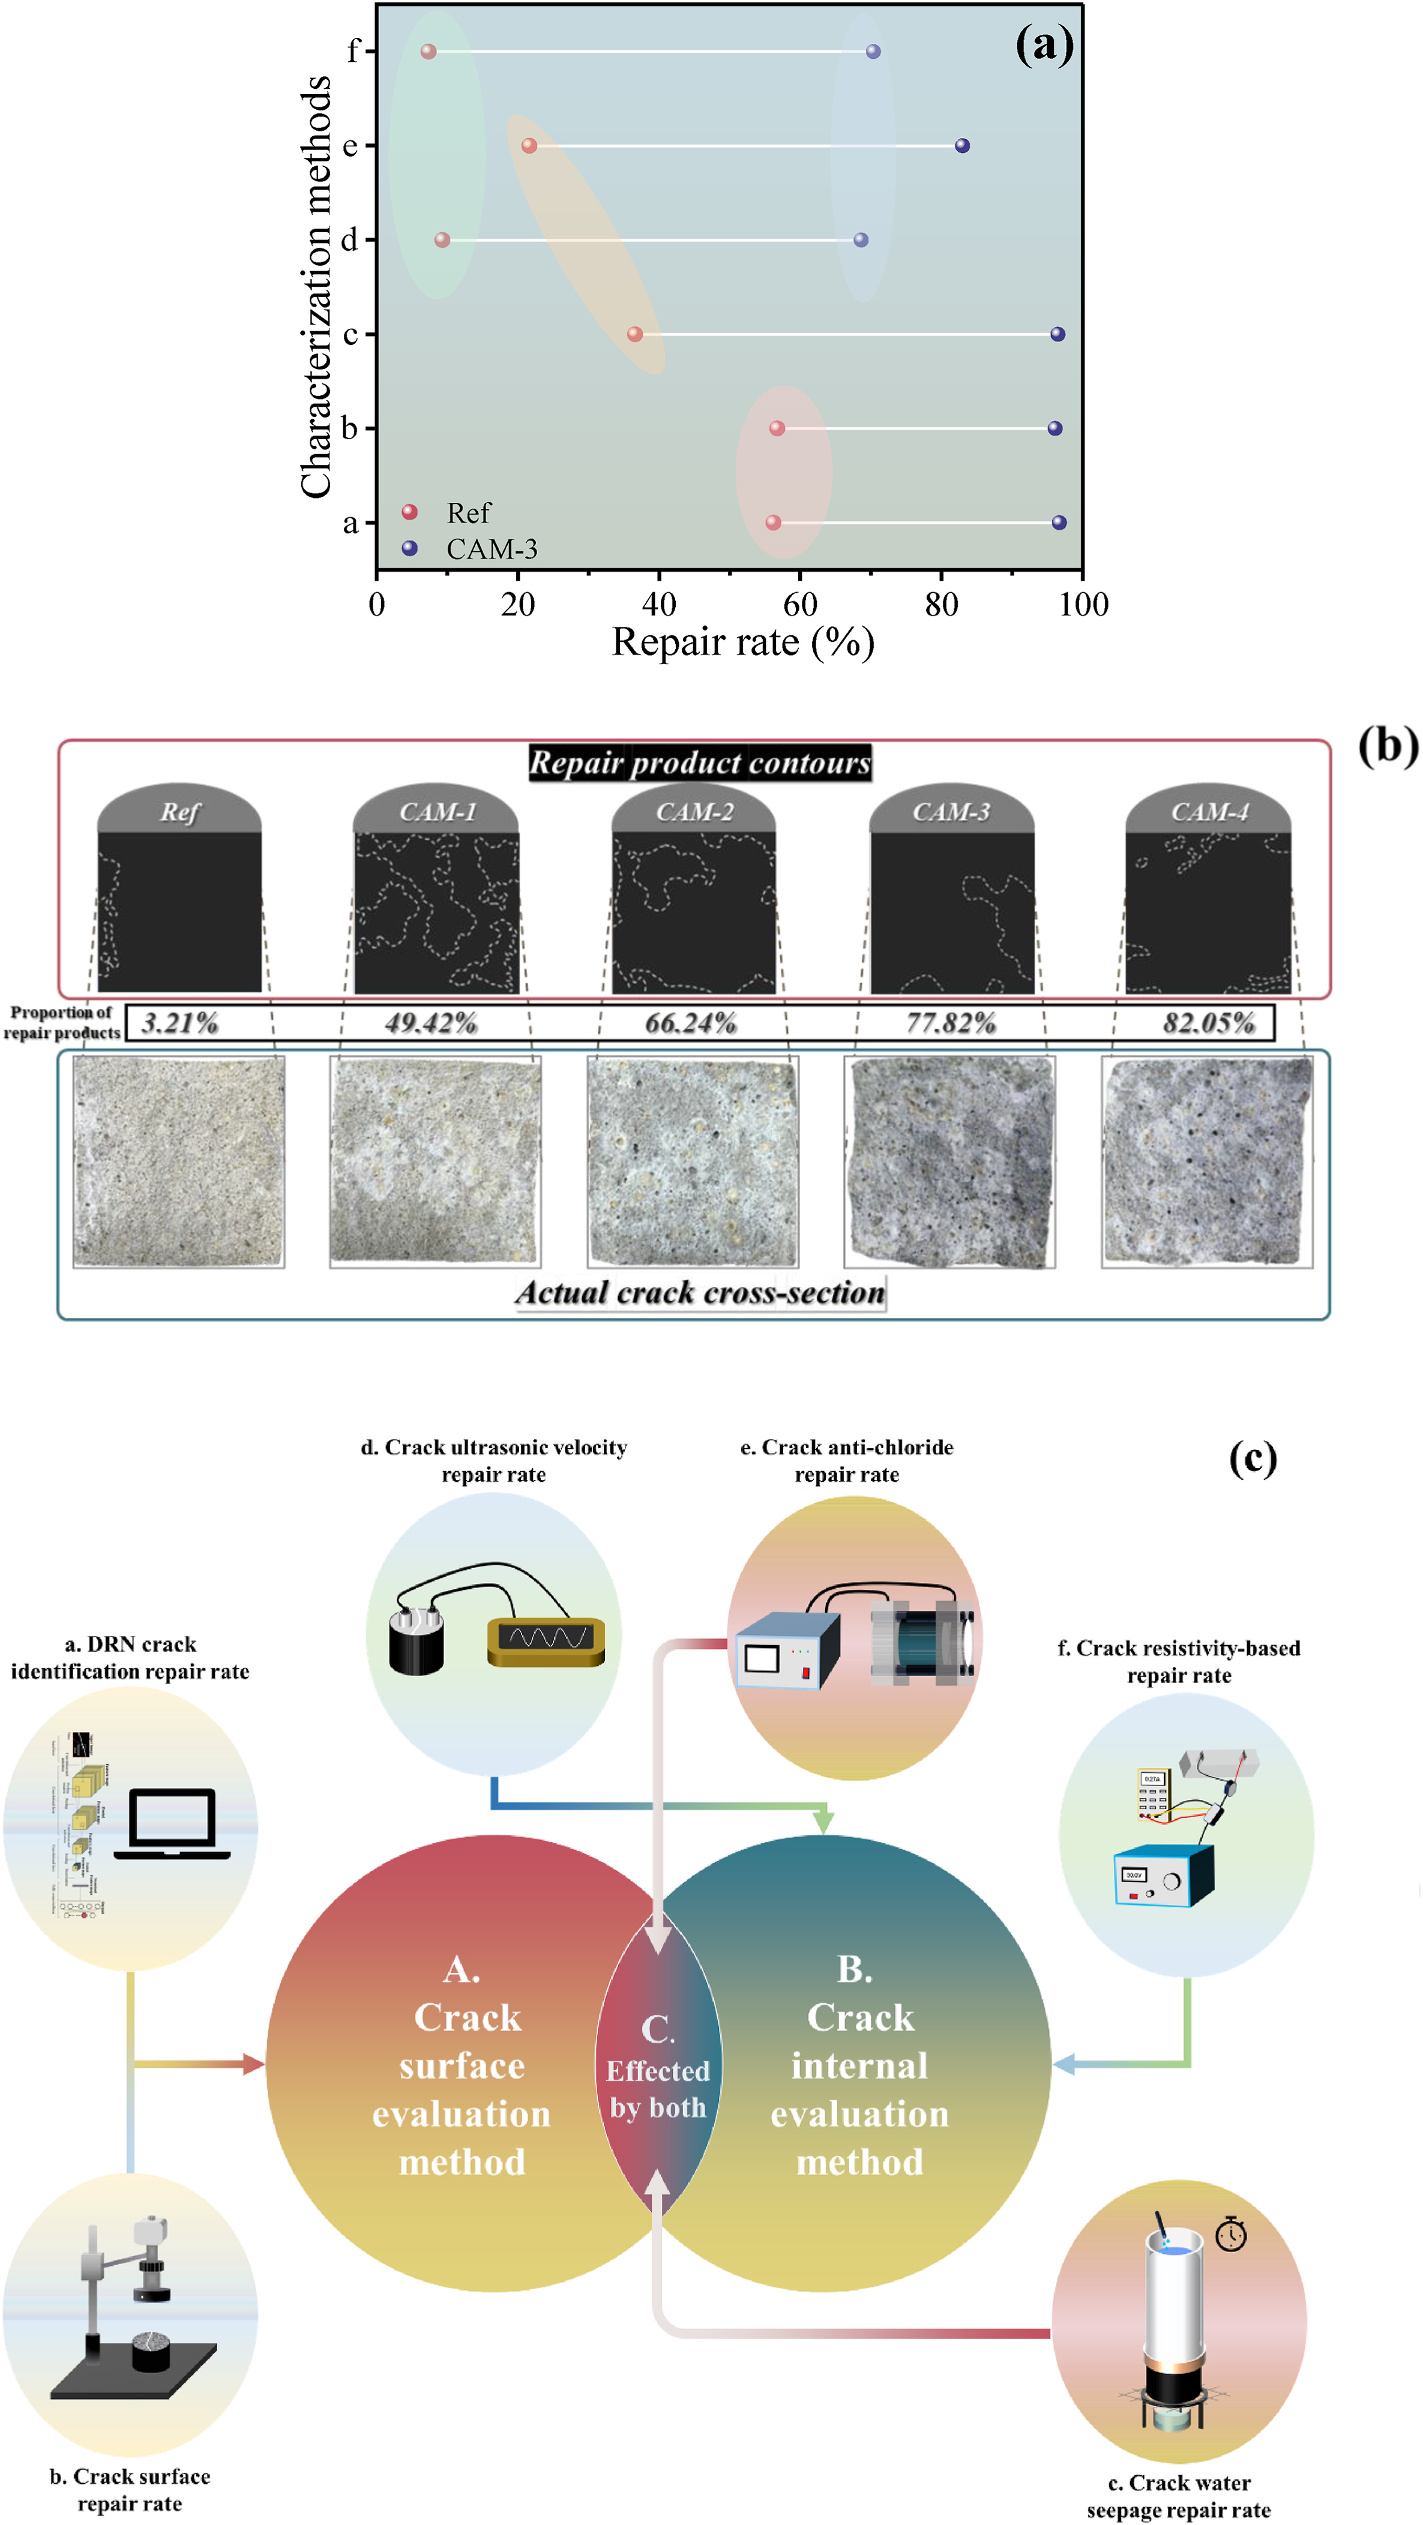 (a)
f
e
d
c
b
a
Characterization methods
Ref
CAM-3
0 20 40 60 80 100
Repair rate (%)
(b)
Repair product contours
Ref CAM-1 CAM-2 CAM-3 CAM-4
Proportion of
repair products
3.21% 49.42% 66.24% 77.82% 82.05%
Actual crack cross-section
(c)
d. Crack ultrasonic velocity
repair rate
e. Crack anti-chloride
repair rate
a. DRN crack
identification repair rate
f. Crack resistivity-based
repair rate
A.
Crack
surface
evaluation
method
C.
Effected
by both
B.
Crack
internal
evaluation
method
b. Crack surface
repair rate
c. Crack water
seepage repair rate